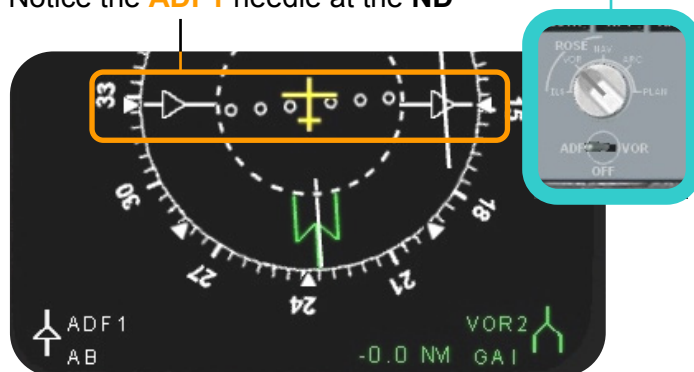 Notice the ADF1 needle at the ND
ROSE
VOR NAV ARC
ILS PLAN
ADF VOR
OFF
33 15
30 18
27 21
24
ADF1 VOR2
AB -0.0 NM GAI